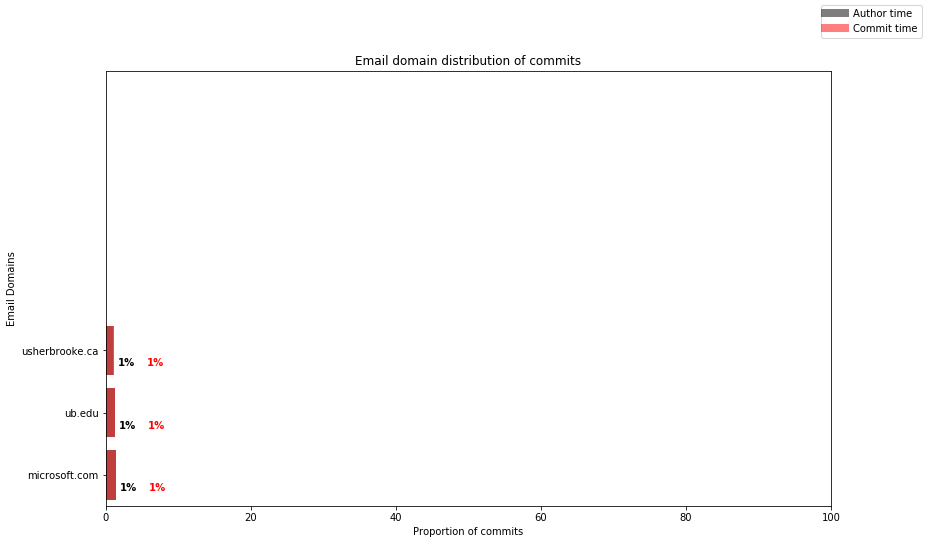 Author time
Commit time
Email domain distribution of commits
Email Domains
usherbrooke.ca
1% 1%
ub.edu
1% 1%
microsoft.com
1% 1%
0 20 40 60 80 100
Proportion of commits